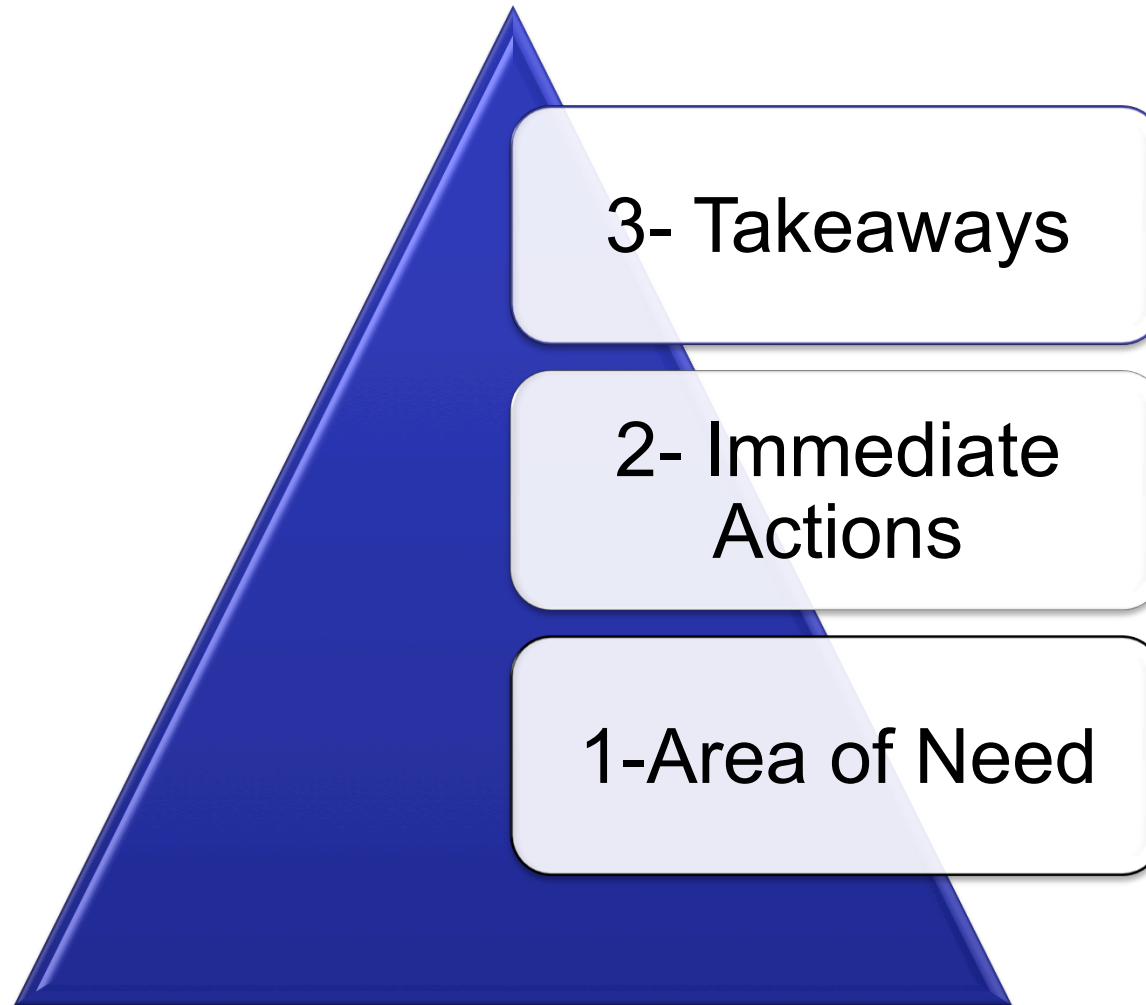 3- Takeaways
2- Immediate
Actions
1-Area of Need